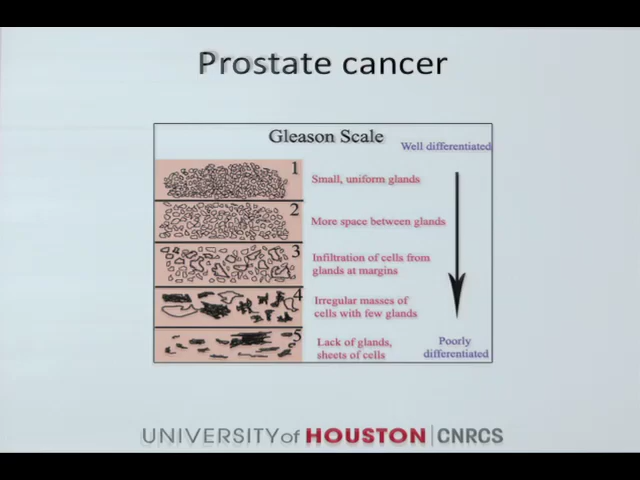 Prostate cancer
Gleason Scale
Well differentiated
1
Small, uniform glands
2
More space between glands
3
Infiltration of cells from
glands at margins
4
Irregular masses of
cells with few glands
5
Lack of glands,
sheets of cells
Poorly
differentiated
UNIVERSITY of HOUSTON | CNRCS